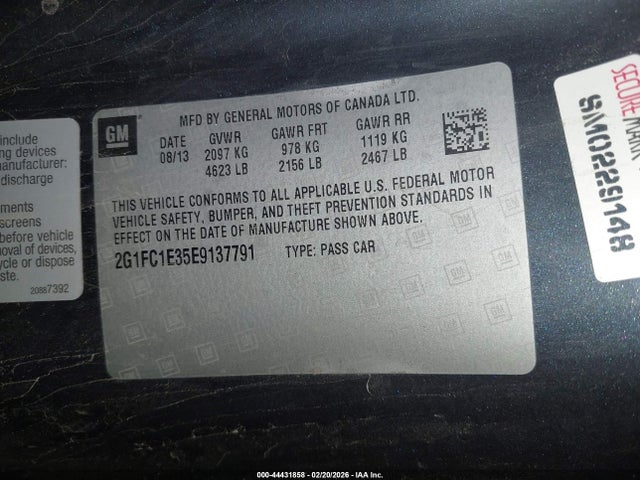 GM
MFD BY GENERAL MOTORS OF CANADA LTD.
DATE GVWR GAWR FRT GAWR RR
08/13 2097 KG 978 KG 1119 KG
4623 LB 2156 LB 2467 LB
THIS VEHICLE CONFORMS TO ALL APPLICABLE U.S. FEDERAL MOTOR
VEHICLE SAFETY, BUMPER, AND THEFT PREVENTION STANDARDS IN
EFFECT ON THE DATE OF MANUFACTURE SHOWN ABOVE.
2G1FC1E35E9137791 TYPE: PASS CAR
include
ing devices
manufacturer:
discharge
ments
screens
before vehicle
moval of devices,
cycle or dispose
ste.
20887392
SECURE
SM0229148
000-44431858 - 02/20/2026 - IAA Inc.